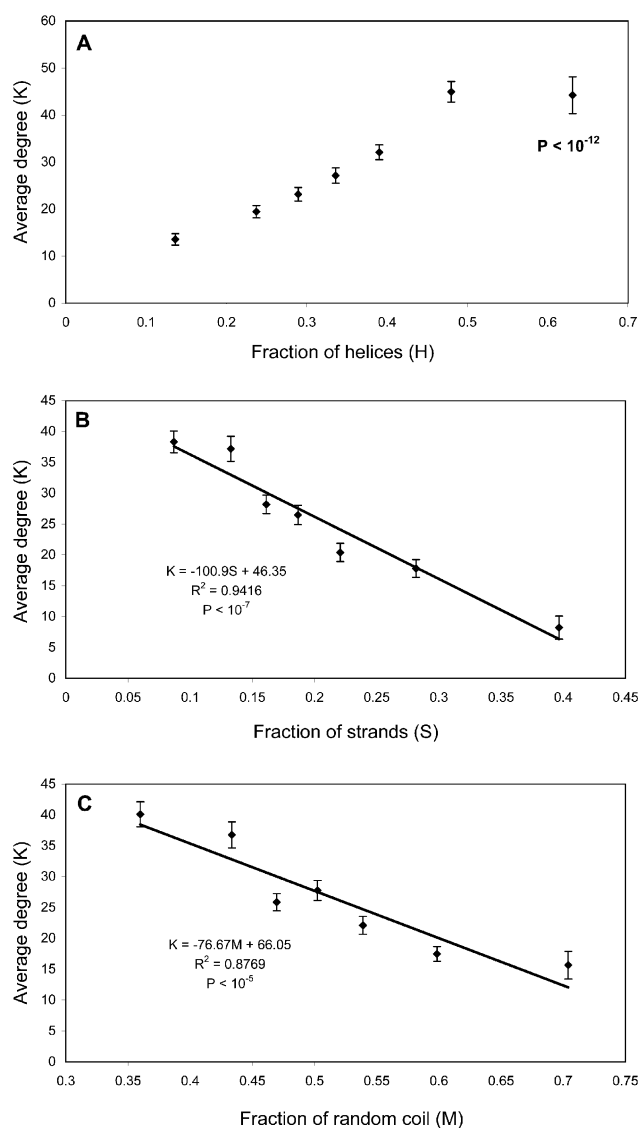 A
Average degree (K)
60
50
40
30
20
10
0
P < 10⁻¹²
0 0.1 0.2 0.3 0.4 0.5 0.6 0.7
Fraction of helices (H)
B
Average degree (K)
45
40
35
30
25
20
15
10
5
0
K = -100.9S + 46.35
R² = 0.9416
P < 10⁻⁷
0 0.05 0.1 0.15 0.2 0.25 0.3 0.35 0.4 0.45
Fraction of strands (S)
C
Average degree (K)
45
40
35
30
25
20
15
10
5
0
K = -76.67M + 66.05
R² = 0.8769
P < 10⁻⁵
0.3 0.35 0.4 0.45 0.5 0.55 0.6 0.65 0.7 0.75
Fraction of random coil (M)